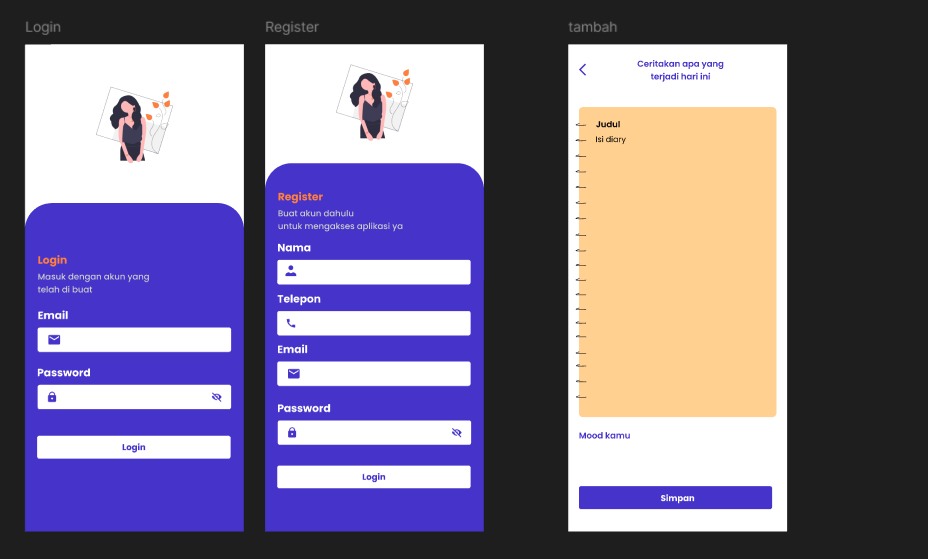 Login
Login
Masuk dengan akun yang
telah di buat
Email
Password
Login
Register
Register
Buat akun dahulu
untuk mengakses aplikasi ya
Nama
Telepon
Email
Password
Login
tambah
Ceritakan apa yang
terjadi hari ini
Judul
Isi diary
Mood kamu
Simpan